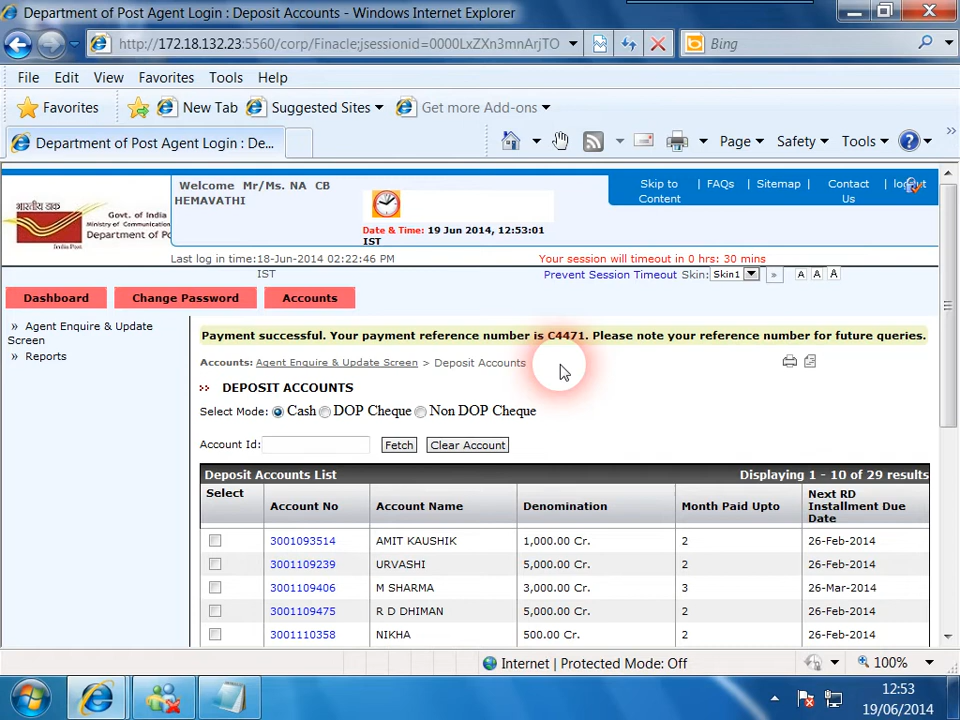 Department of Post Agent Login : Deposit Accounts - Windows Internet Explorer
http://172.18.132.23:5560/corp/Finacle;jsessionid=0000LxZXn3mnArjTO
Bing
File Edit View Favorites Tools Help
Favorites New Tab Suggested Sites Get more Add-ons
Department of Post Agent Login : De...
Page Safety Tools
Welcome Mr/Ms. NA CB
HEMAVATHI
Skip to
Content
| FAQs | Sitemap | Contact
Us
| logout
भारतीय डाक
India Post
Govt. of India
Ministry of Communication
Department of Po
Date & Time: 19 Jun 2014, 12:53:01
IST
Last log in time:18-Jun-2014 02:22:46 PM
IST
Your session will timeout in 0 hrs: 30 mins
Prevent Session Timeout Skin: Skin1 » A A A
Dashboard Change Password Accounts
» Agent Enquire & Update
Screen
» Reports
Payment successful. Your payment reference number is C4471. Please note your reference number for future queries.
Accounts: Agent Enquire & Update Screen > Deposit Accounts
DEPOSIT ACCOUNTS
Select Mode: Cash DOP Cheque Non DOP Cheque
Account Id: Fetch Clear Account
Deposit Accounts List Displaying 1 - 10 of 29 results
Select Account No Account Name Denomination Month Paid Upto Next RD
Installment Due
Date
3001093514 AMIT KAUSHIK 1,000.00 Cr. 2 26-Feb-2014
3001109239 URVASHI 5,000.00 Cr. 2 26-Feb-2014
3001109406 M SHARMA 3,000.00 Cr. 3 26-Mar-2014
3001109475 R D DHIMAN 5,000.00 Cr. 2 26-Feb-2014
3001110358 NIKHA 500.00 Cr. 2 26-Feb-2014
Internet | Protected Mode: Off 100%
12:53
19/06/2014